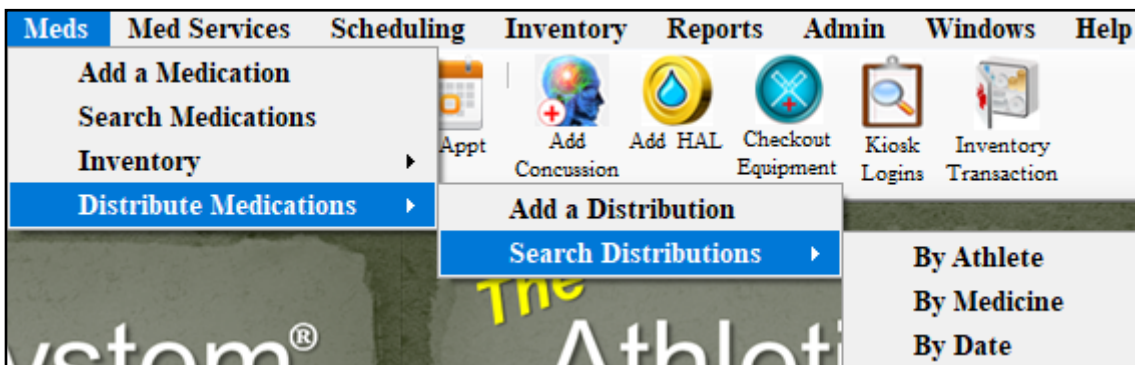 Meds Med Services Scheduling Inventory Reports Admin Windows Help
Add a Medication
Search Medications
Inventory
Distribute Medications
Appt
Add Concussion
Add HAL
Checkout Equipment
Kiosk Logins
Inventory Transaction
Add a Distribution
Search Distributions
By Athlete
By Medicine
By Date
The